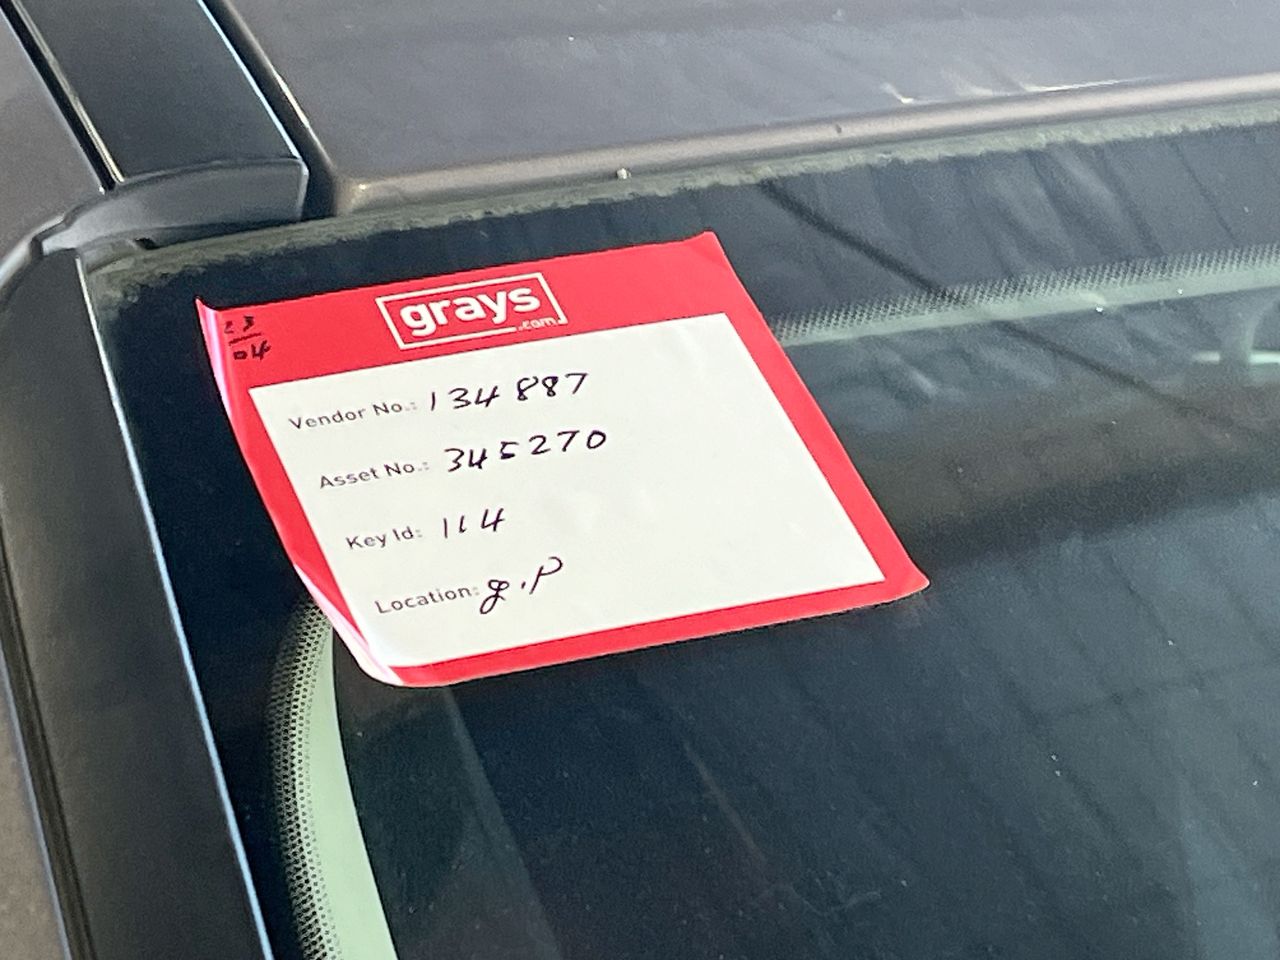 grays
.com
23
04
Vendor No.: 134887
Asset No.: 345270
Key Id: 114
Location: g.p